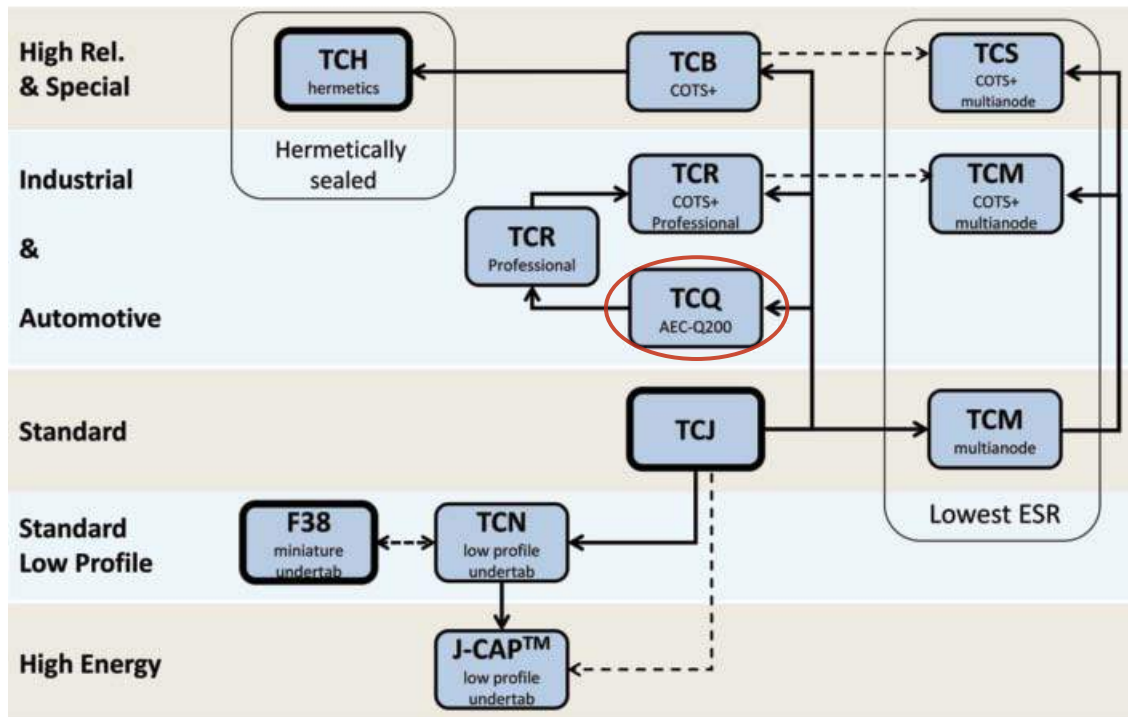 High Rel.
& Special
TCH
hermetics
TCB
COTS+
TCS
COTS+
multianode
Hermetically
sealed
Industrial
&
Automotive
TCR
COTS+
Professional
TCM
COTS+
multianode
TCR
Professional
TCQ
AEC-Q200
Standard
TCJ
TCM
multianode
Lowest ESR
Standard
Low Profile
F38
miniature
undertab
TCN
low profile
undertab
High Energy
J-CAP™
low profile
undertab